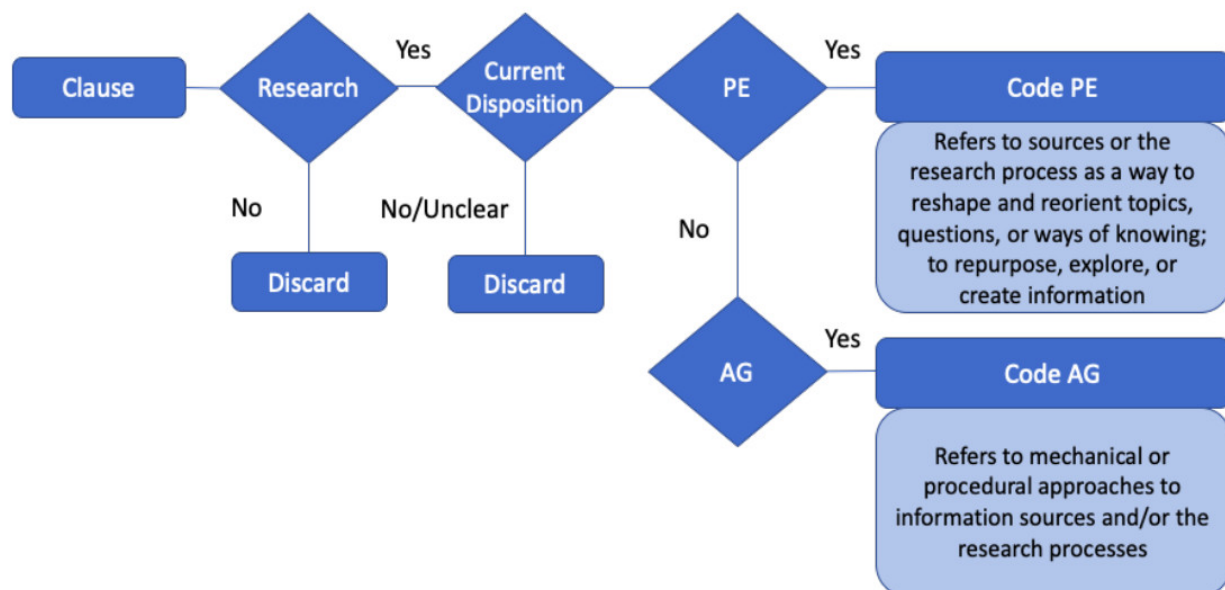 Clause
Research
Yes
Current
Disposition
PE
Yes
Code PE
Refers to sources or the
research process as a way to
reshape and reorient topics,
questions, or ways of knowing;
to repurpose, explore, or
create information
No
Discard
No/Unclear
Discard
No
AG
Yes
Code AG
Refers to mechanical or
procedural approaches to
information sources and/or the
research processes